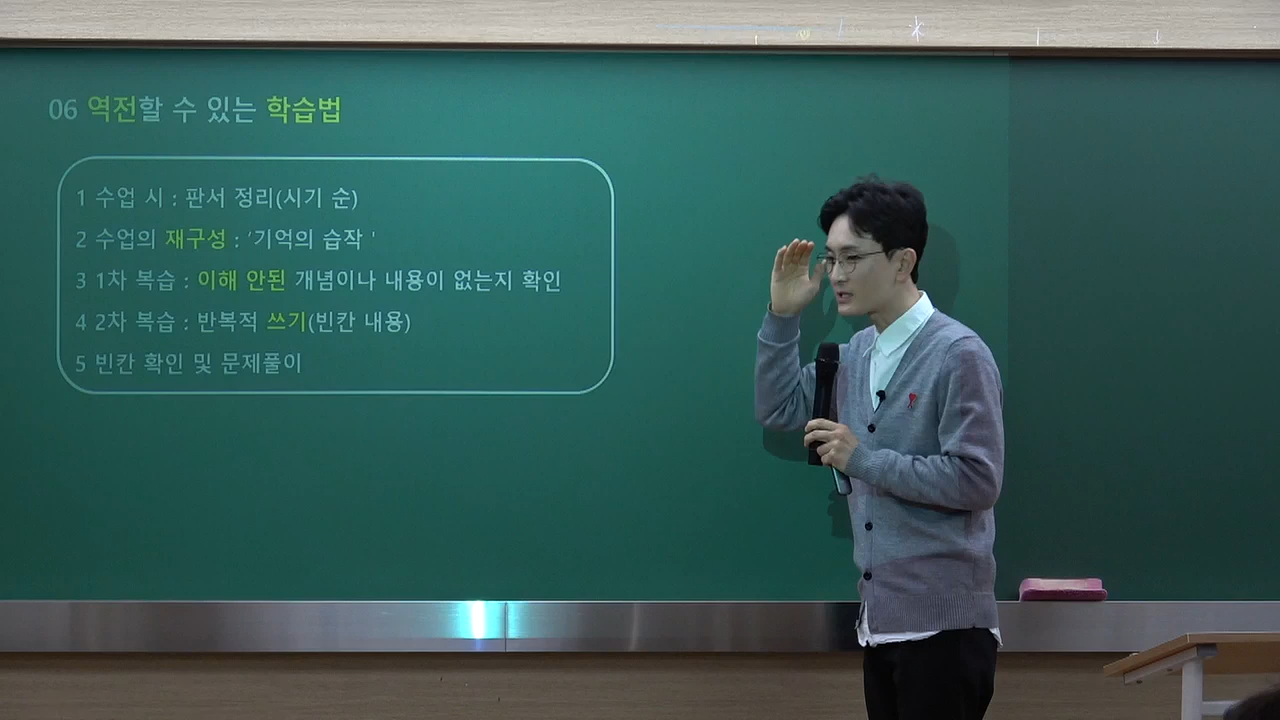 06 역전할 수 있는 학습법
1 수업 시 : 판서 정리(시기 순)
2 수업의 재구성 : '기억의 습작 '
3 1차 복습 : 이해 안된 개념이나 내용이 없는지 확인
4 2차 복습 : 반복적 쓰기(빈칸 내용)
5 빈칸 확인 및 문제풀이